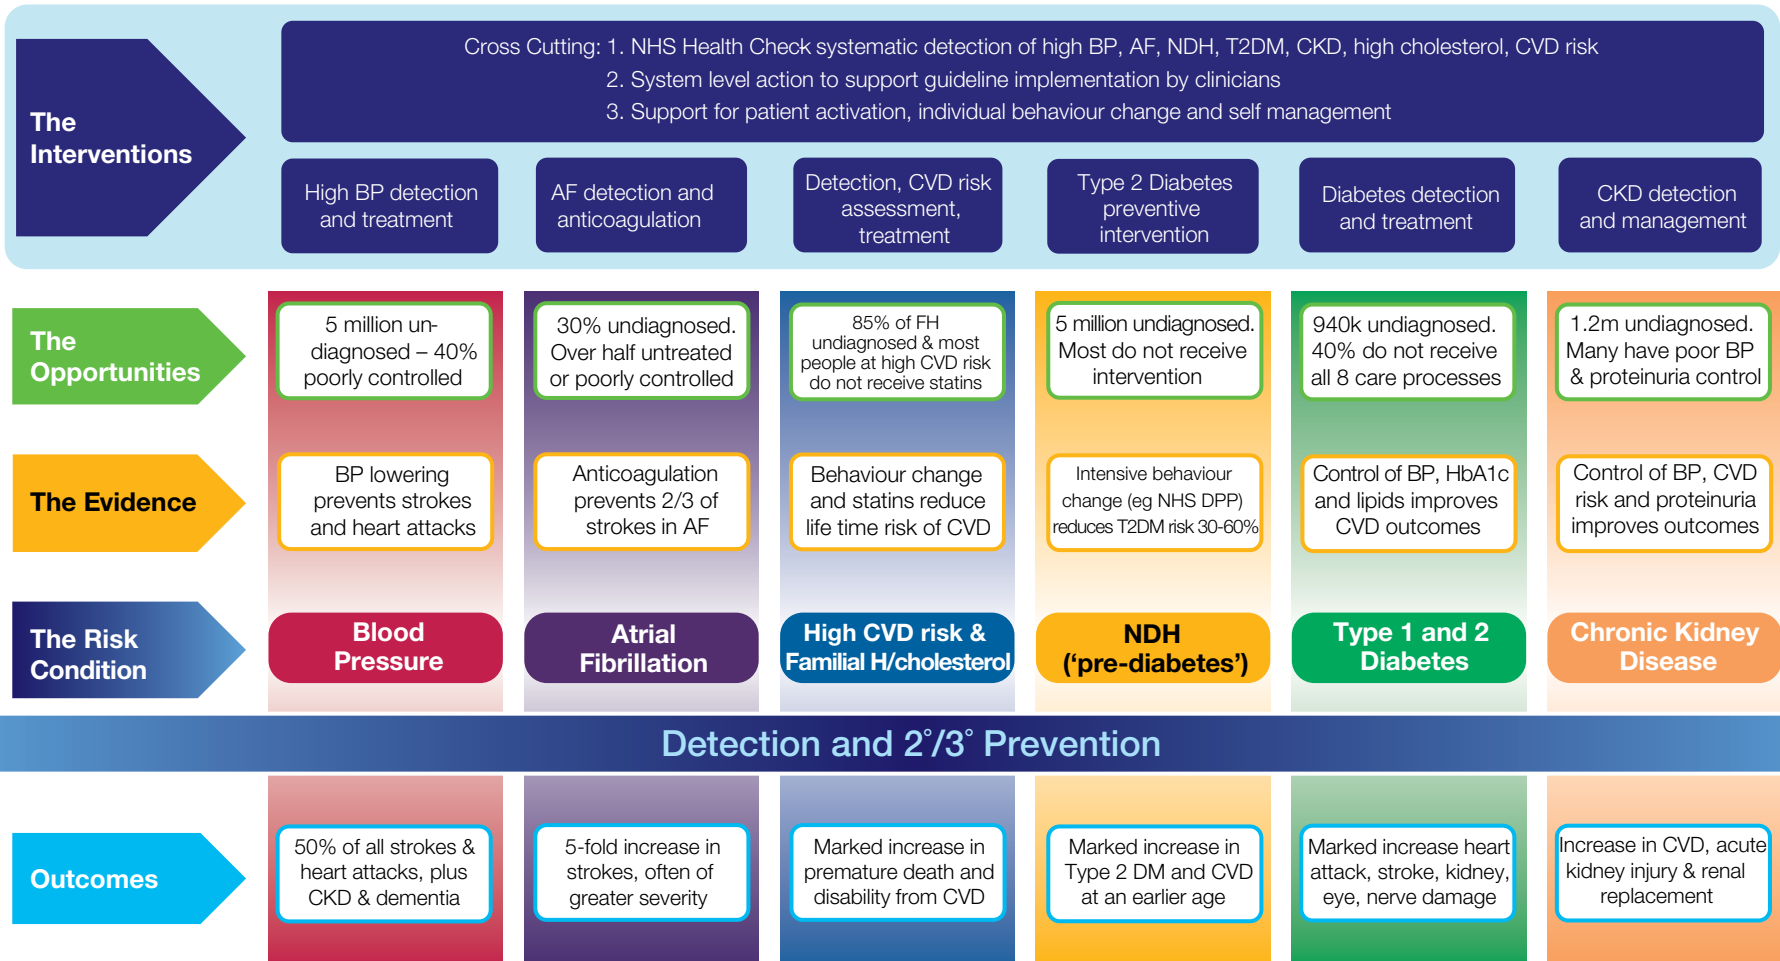 The
Interventions
Cross Cutting: 1. NHS Health Check systematic detection of high BP, AF, NDH, T2DM, CKD, high cholesterol, CVD risk
2. System level action to support guideline implementation by clinicians
3. Support for patient activation, individual behaviour change and self management
High BP detection
and treatment
AF detection and
anticoagulation
Detection, CVD risk
assessment,
treatment
Type 2 Diabetes
preventive
intervention
Diabetes detection
and treatment
CKD detection
and management
The
Opportunities
5 million un-
diagnosed – 40%
poorly controlled
30% undiagnosed.
Over half untreated
or poorly controlled
85% of FH
undiagnosed & most
people at high CVD risk
do not receive statins
5 million undiagnosed.
Most do not receive
intervention
940k undiagnosed.
40% do not receive
all 8 care processes
1.2m undiagnosed.
Many have poor BP
& proteinuria control
The Evidence
BP lowering
prevents strokes
and heart attacks
Anticoagulation
prevents 2/3 of
strokes in AF
Behaviour change
and statins reduce
life time risk of CVD
Intensive behaviour
change (eg NHS DPP)
reduces T2DM risk 30-60%
Control of BP, HbA1c
and lipids improves
CVD outcomes
Control of BP, CVD
risk and proteinuria
improves outcomes
The Risk
Condition
Blood
Pressure
Atrial
Fibrillation
High CVD risk &
Familial H/cholesterol
NDH
(‘pre-diabetes’)
Type 1 and 2
Diabetes
Chronic Kidney
Disease
Detection and 2°/3° Prevention
Outcomes
50% of all strokes &
heart attacks, plus
CKD & dementia
5-fold increase in
strokes, often of
greater severity
Marked increase in
premature death and
disability from CVD
Marked increase in
Type 2 DM and CVD
at an earlier age
Marked increase heart
attack, stroke, kidney,
eye, nerve damage
Increase in CVD, acute
kidney injury & renal
replacement